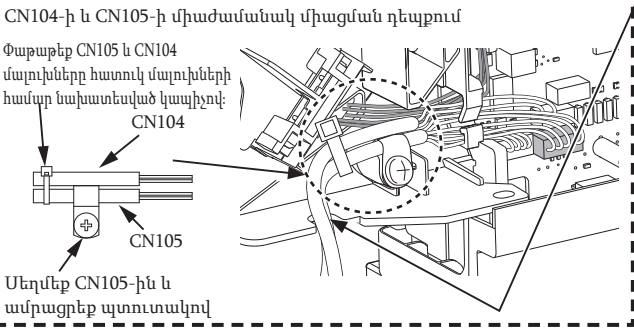 CN104-ի և CN105-ի միաժամանակ միացման դեպքում
Փաթաթեք CN105 և CN104
մալուխները հատուկ մալուխների
համար նախատեսված կապիչով:
CN104
CN105
Սեղմեք CN105-ին և
ամրացրեք պտուտակով